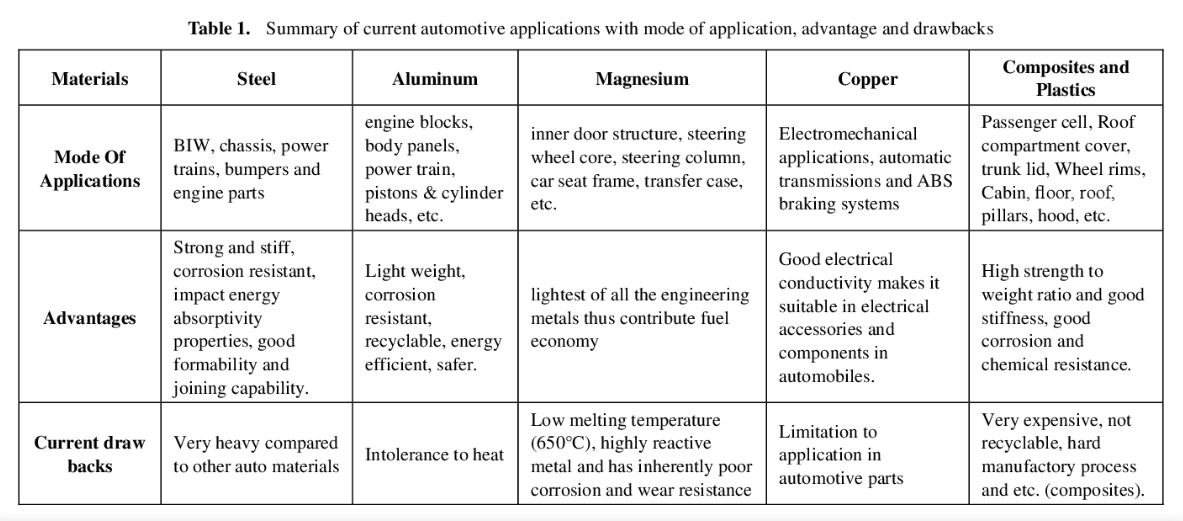 Table 1. Summary of current automotive applications with mode of application, advantage and drawbacks
Materials
Steel
Aluminum
Magnesium
Copper
Composites and
Plastics
Mode Of
Applications
BIW, chassis, power
trains, bumpers and
engine parts
engine blocks,
body panels,
power train,
pistons & cylinder
heads, etc.
inner door structure, steering
wheel core, steering column,
car seat frame, transfer case,
etc.
Electromechanical
applications, automatic
transmissions and ABS
braking systems
Passenger cell, Roof
compartment cover,
trunk lid, Wheel rims,
Cabin, floor, roof,
pillars, hood, etc.
Advantages
Strong and stiff,
corrosion resistant,
impact energy
absorptivity
properties, good
formability and
joining capability.
Light weight,
corrosion
resistant,
recyclable, energy
efficient, safer.
lightest of all the engineering
metals thus contribute fuel
economy
Good electrical
conductivity makes it
suitable in electrical
accessories and
components in
automobiles.
High strength to
weight ratio and good
stiffness, good
corrosion and
chemical resistance.
Current draw
backs
Very heavy compared
to other auto materials
Intolerance to heat
Low melting temperature
(650°C), highly reactive
metal and has inherently poor
corrosion and wear resistance
Limitation to
application in
automotive parts
Very expensive, not
recyclable, hard
manufactory process
and etc. (composites).